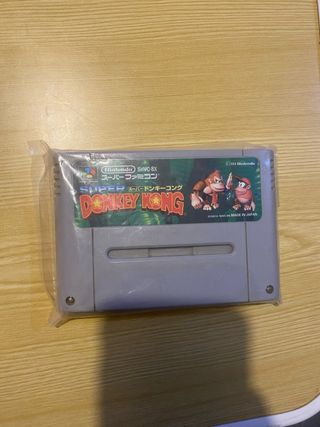 Nintendo SHVC-8X
スーパーファミコン
SUPER スーパードンキーコング
DONKEY KONG
MADE IN JAPAN